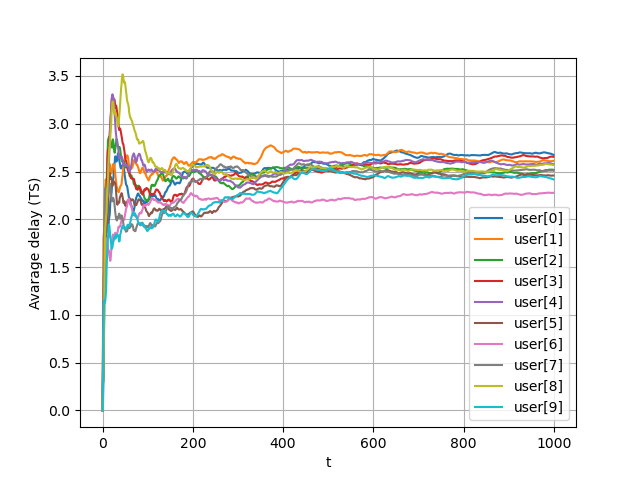 3.5
3.0
2.5
2.0
1.5
1.0
0.5
0.0
Avarage delay (TS)
0
200
400
600
800
1000
t
user[0]
user[1]
user[2]
user[3]
user[4]
user[5]
user[6]
user[7]
user[8]
user[9]